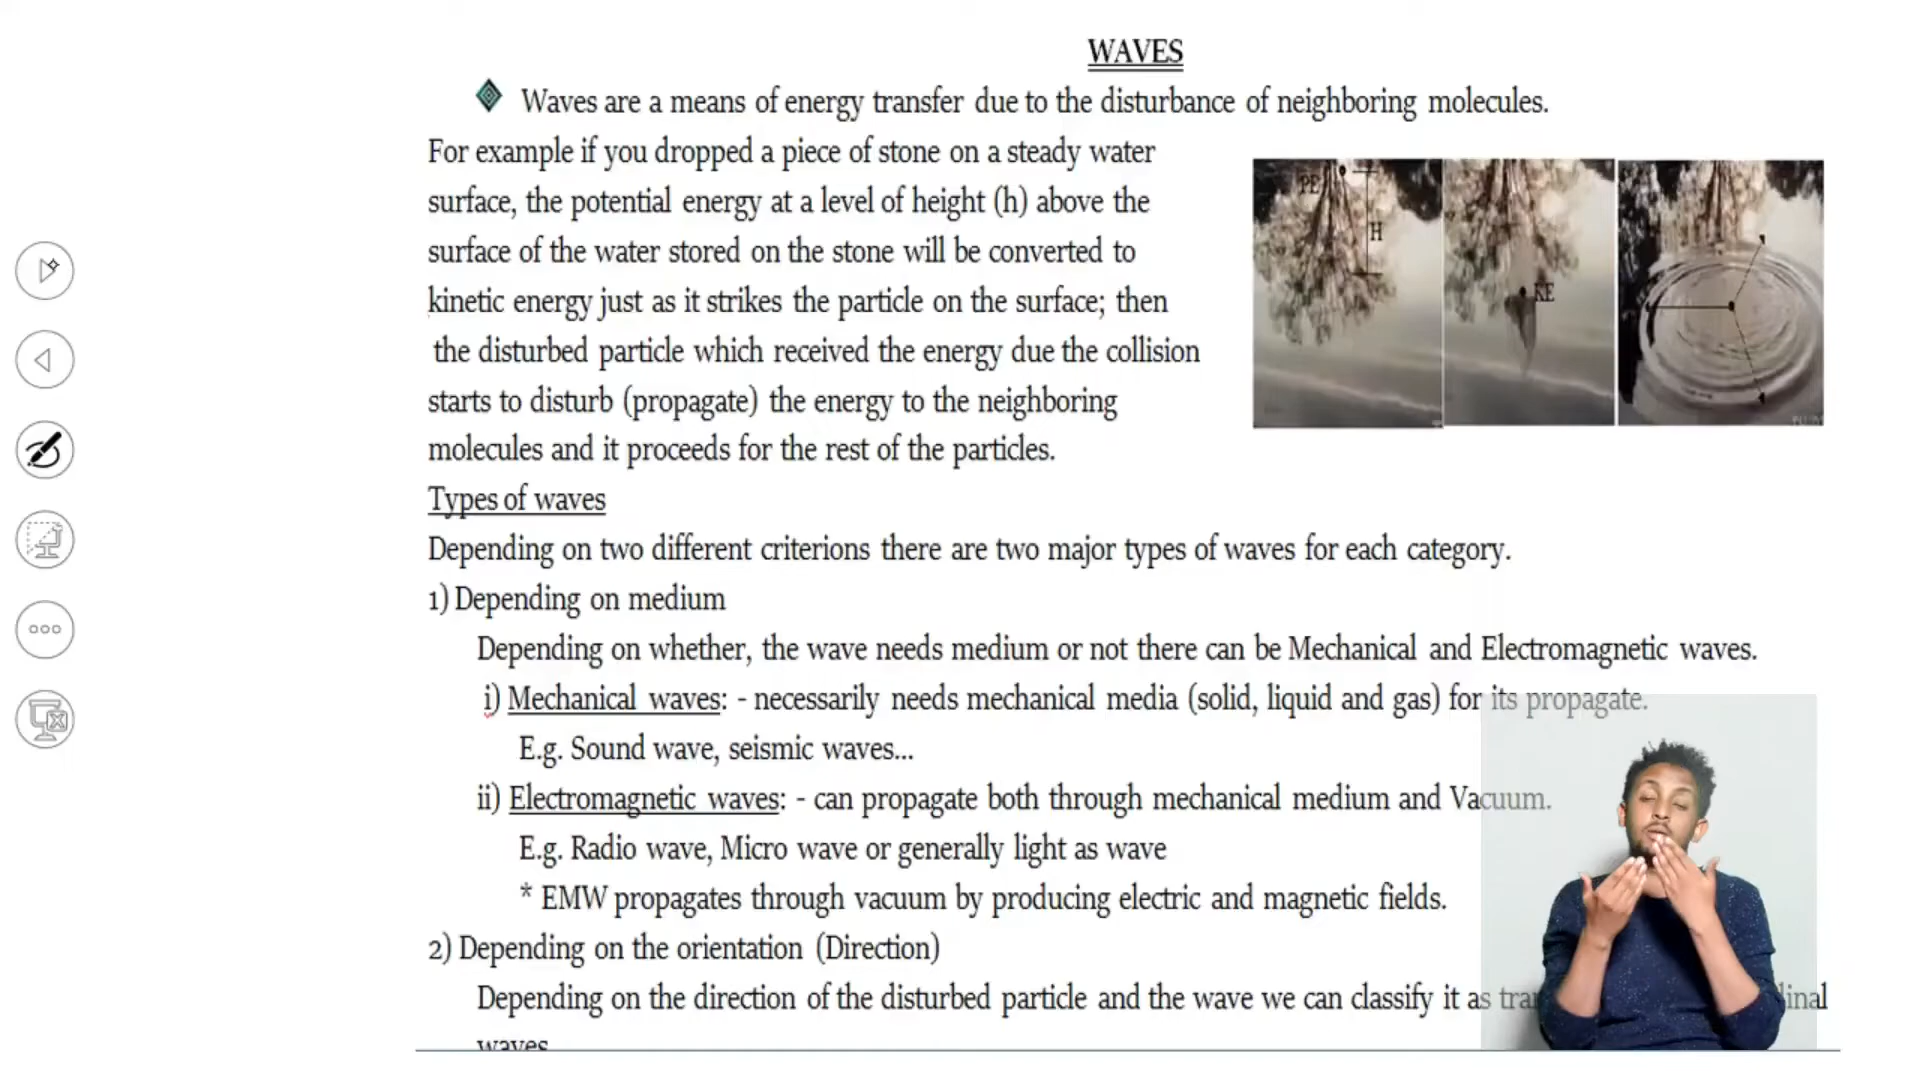 WAVES
Waves are a means of energy transfer due to the disturbance of neighboring molecules.
For example if you dropped a piece of stone on a steady water
surface, the potential energy at a level of height (h) above the
surface of the water stored on the stone will be converted to
kinetic energy just as it strikes the particle on the surface; then
the disturbed particle which received the energy due the collision
starts to disturb (propagate) the energy to the neighboring
molecules and it proceeds for the rest of the particles.
PE
H
KE
Types of waves
Depending on two different criterions there are two major types of waves for each category.
1) Depending on medium
Depending on whether, the wave needs medium or not there can be Mechanical and Electromagnetic waves.
i) Mechanical waves: - necessarily needs mechanical media (solid, liquid and gas) for its propagate.
E.g. Sound wave, seismic waves...
ii) Electromagnetic waves: - can propagate both through mechanical medium and Vacuum.
E.g. Radio wave, Micro wave or generally light as wave
* EMW propagates through vacuum by producing electric and magnetic fields.
2) Depending on the orientation (Direction)
Depending on the direction of the disturbed particle and the wave we can classify it as
waves